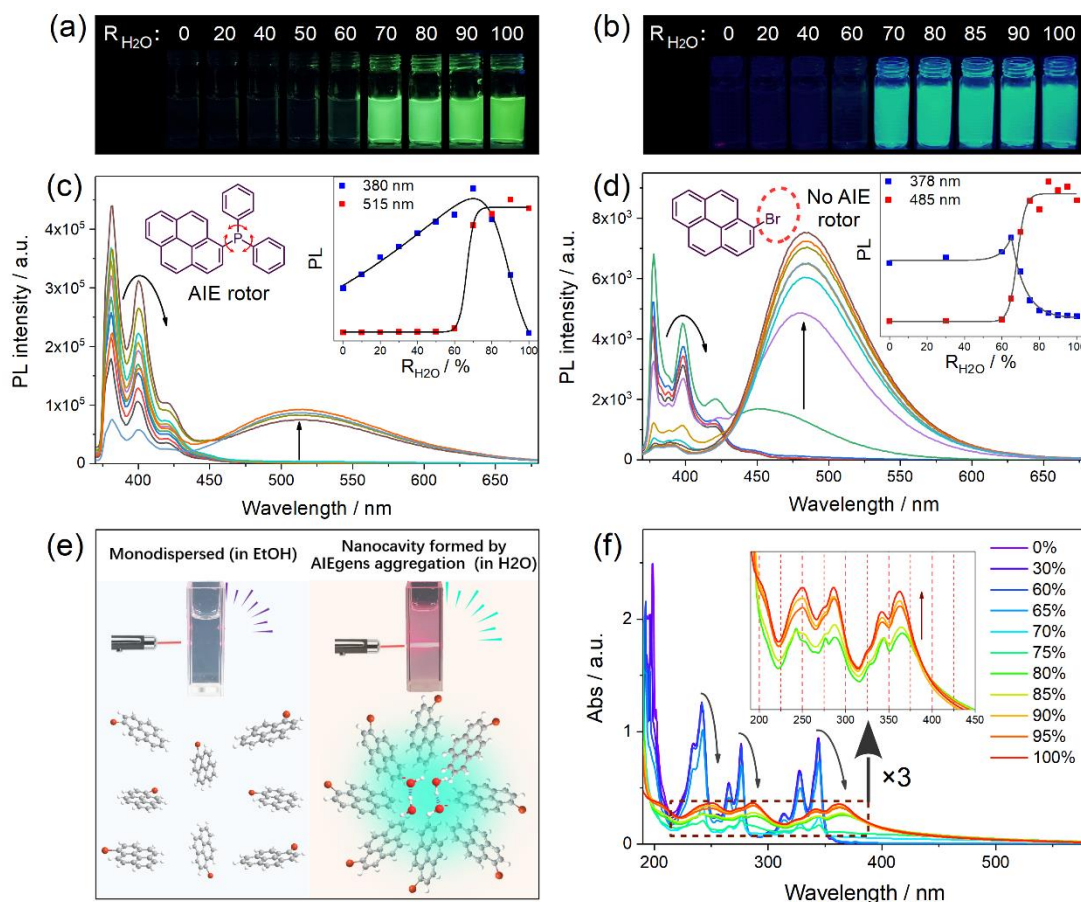 (a) R H₂O : 0 20 40 50 60 70 80 90 100
(b) R H₂O : 0 20 40 60 70 80 85 90 100
(c)
PL intensity / a.u.
4x10⁵
3x10⁵
2x10⁵
1x10⁵
0
400 450 500 550 600 650
Wavelength / nm
P
AIE rotor
380 nm
515 nm
PL
0 20 40 60 80 100
R H₂O / %
(d)
PL intensity / a.u.
8x10³
6x10³
4x10³
2x10³
0
400 450 500 550 600 650
Wavelength / nm
Br
No AIE
rotor
378 nm
485 nm
PL
0 20 40 60 80 100
R H₂O / %
(e)
Monodispersed (in EtOH)
Nanocavity formed by
AIEgens aggregation (in H2O)
(f)
Abs / a.u.
2
1
0
200 300 400 500
Wavelength / nm
200 250 300 350 400 450
×3
0%
30%
60%
65%
70%
75%
80%
85%
90%
95%
100%